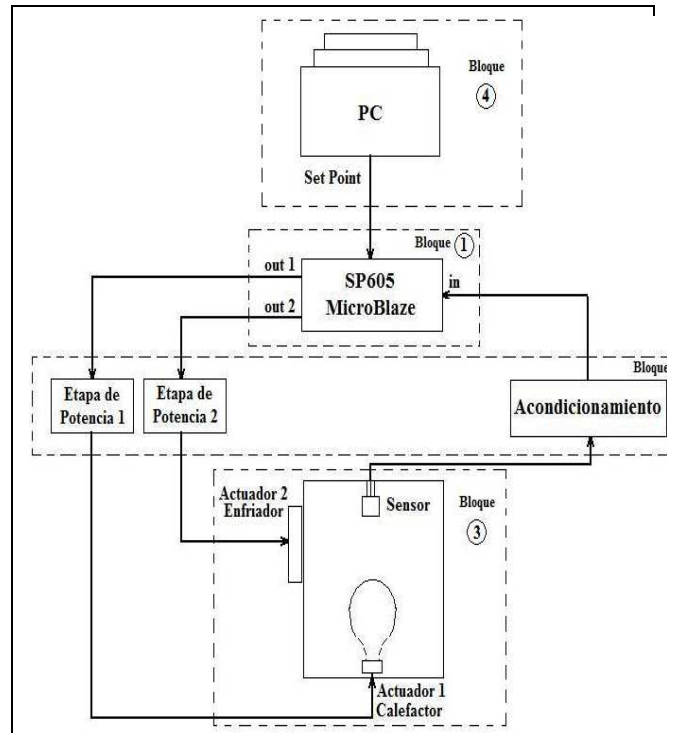 Bloque
4
PC
Set Point
Bloque 1
out 1
SP605
MicroBlaze
in
out 2
Bloque
Etapa de
Potencia 1
Etapa de
Potencia 2
Acondicionamiento
Actuador 2
Enfriador
Sensor
Bloque
3
Actuador 1
Calefactor